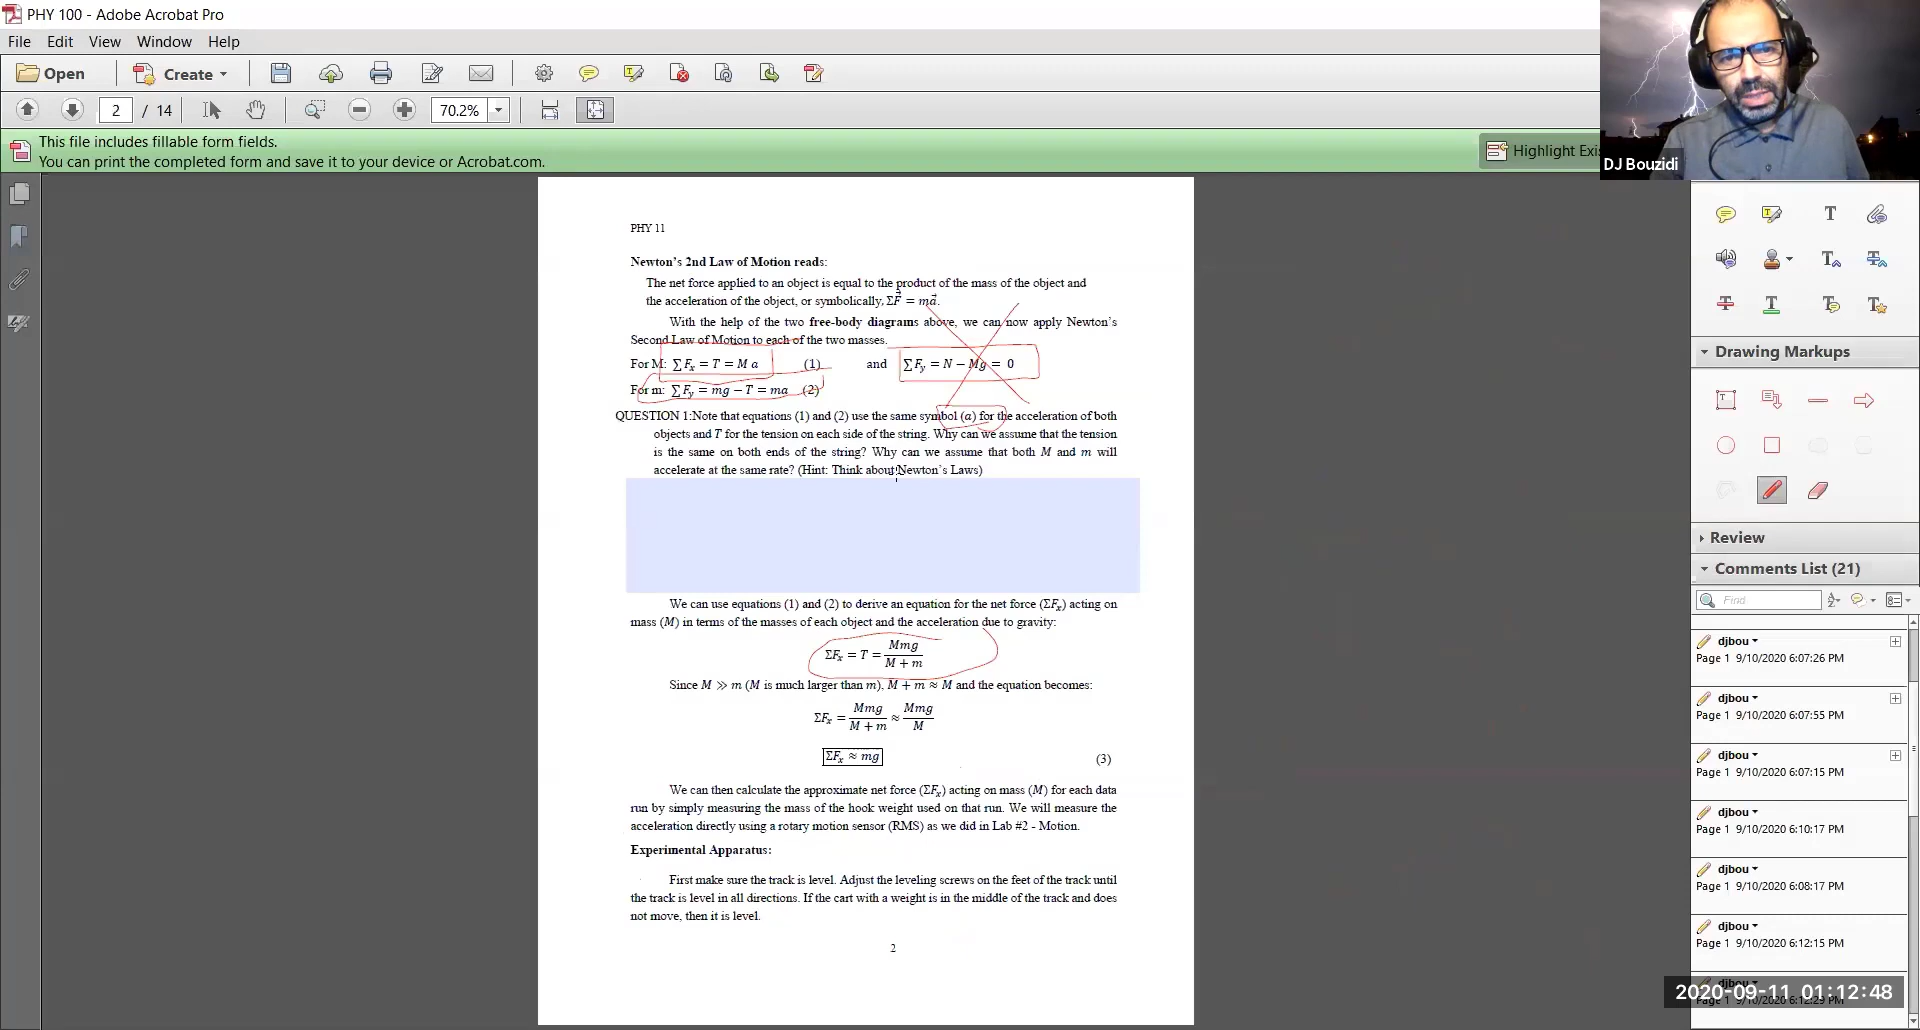 PHY 100 - Adobe Acrobat Pro
File Edit View Window Help
Open Create
2 / 14 70.2%
This file includes fillable form fields.
You can print the completed form and save it to your device or Acrobat.com.
Highlight Exi
DJ Bouzidi
PHY 11
Newton's 2nd Law of Motion reads:
The net force applied to an object is equal to the product of the mass of the object and
the acceleration of the object, or symbolically, ΣF⃗ = ma⃗.
With the help of the two free-body diagrams above, we can now apply Newton's
Second Law of Motion to each of the two masses.
For M: ∑Fₓ = T = M a (1) and ∑Fᵧ = N − Mg = 0
For m: ∑Fᵧ = mg − T = ma (2)
QUESTION 1:Note that equations (1) and (2) use the same symbol (a) for the acceleration of both
objects and T for the tension on each side of the string. Why can we assume that the tension
is the same on both ends of the string? Why can we assume that both M and m will
accelerate at the same rate? (Hint: Think about Newton's Laws)
We can use equations (1) and (2) to derive an equation for the net force (ΣFₓ) acting on
mass (M) in terms of the masses of each object and the acceleration due to gravity:
ΣFₓ = T = Mmg / M + m
Since M ≫ m (M is much larger than m), M + m ≈ M and the equation becomes:
ΣFₓ = Mmg / M + m ≈ Mmg / M
ΣFₓ ≈ mg (3)
We can then calculate the approximate net force (ΣFₓ) acting on mass (M) for each data
run by simply measuring the mass of the hook weight used on that run. We will measure the
acceleration directly using a rotary motion sensor (RMS) as we did in Lab #2 - Motion.
Experimental Apparatus:
First make sure the track is level. Adjust the leveling screws on the feet of the track until
the track is level in all directions. If the cart with a weight is in the middle of the track and does
not move, then it is level.
2
Drawing Markups
Review
Comments List (21)
Find
djbou
Page 1 9/10/2020 6:07:26 PM
djbou
Page 1 9/10/2020 6:07:55 PM
djbou
Page 1 9/10/2020 6:07:15 PM
djbou
Page 1 9/10/2020 6:10:17 PM
djbou
Page 1 9/10/2020 6:08:17 PM
djbou
Page 1 9/10/2020 6:12:15 PM
djbou
2020-09-11 01:12:48